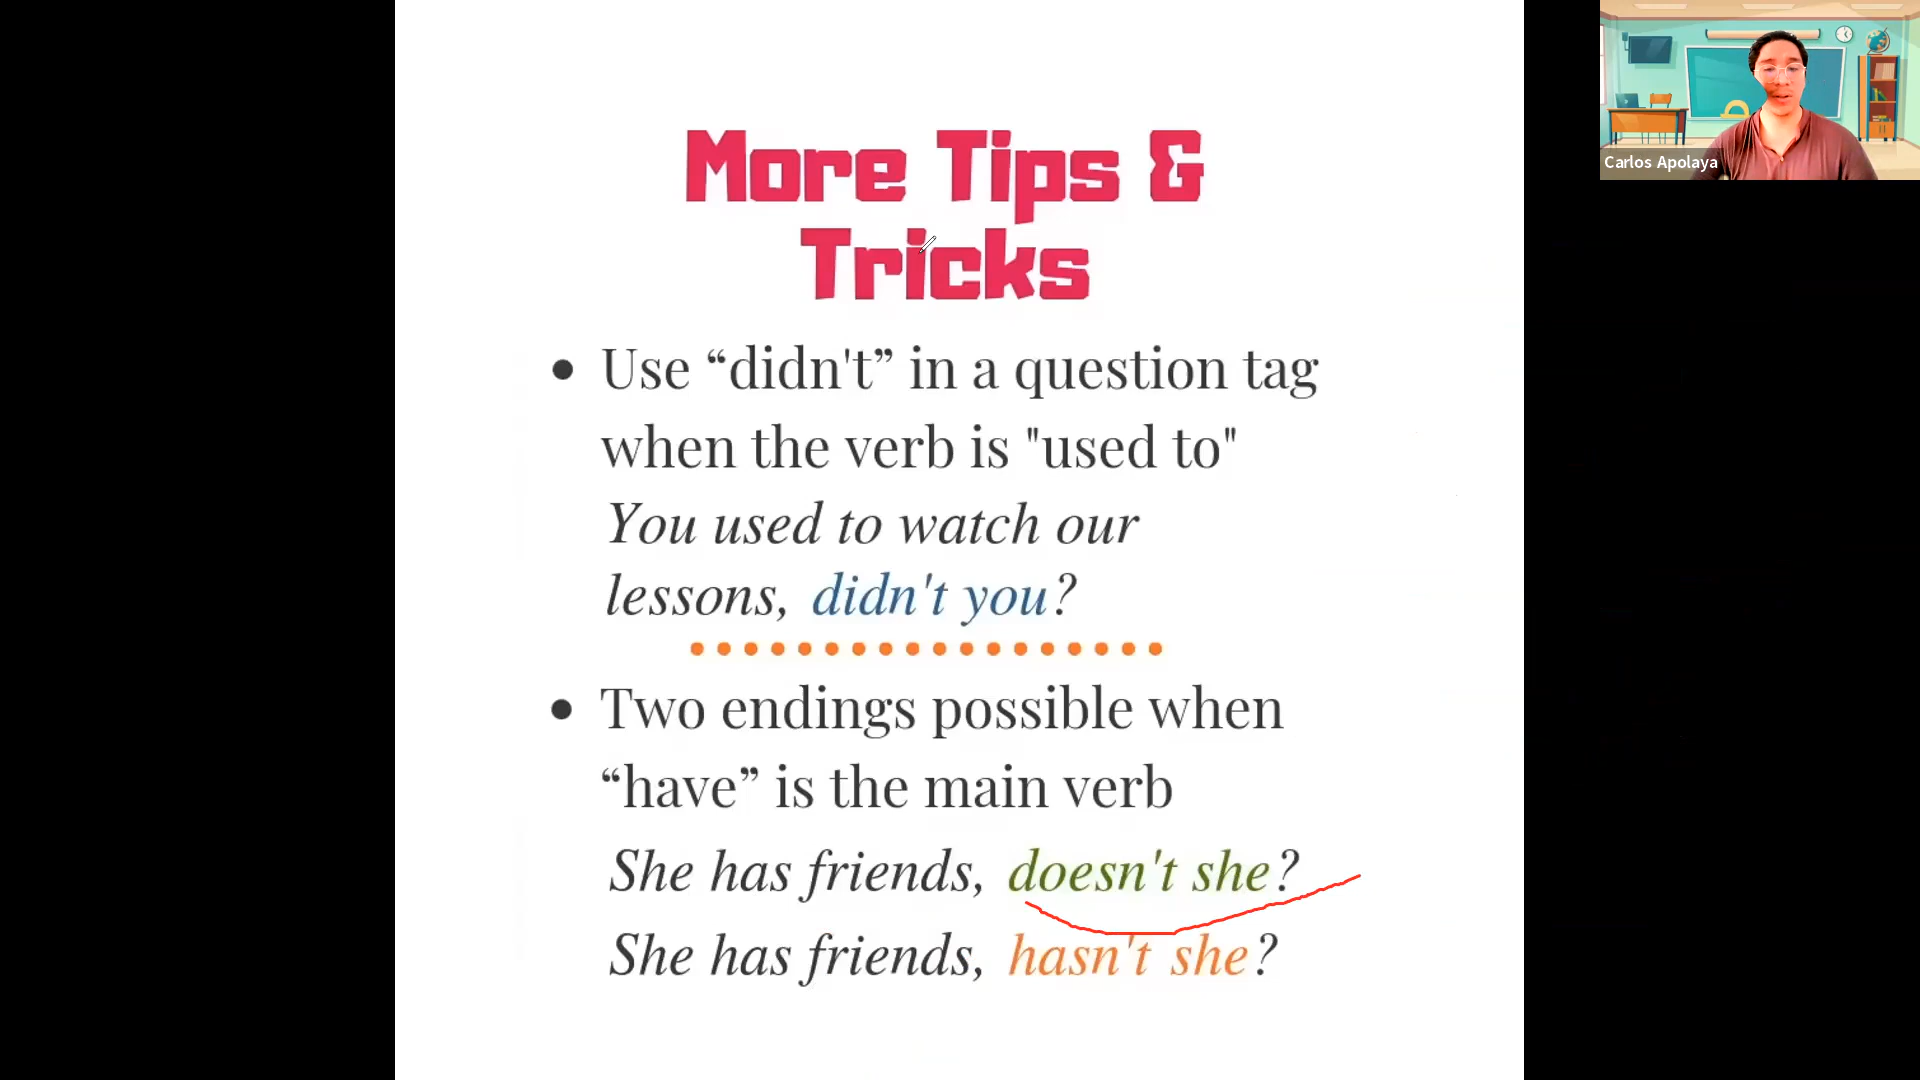 More Tips &
Tricks
• Use “didn't” in a question tag
when the verb is "used to"
You used to watch our
lessons, didn't you?
• Two endings possible when
“have” is the main verb
She has friends, doesn't she?
She has friends, hasn't she?
Carlos Apolaya